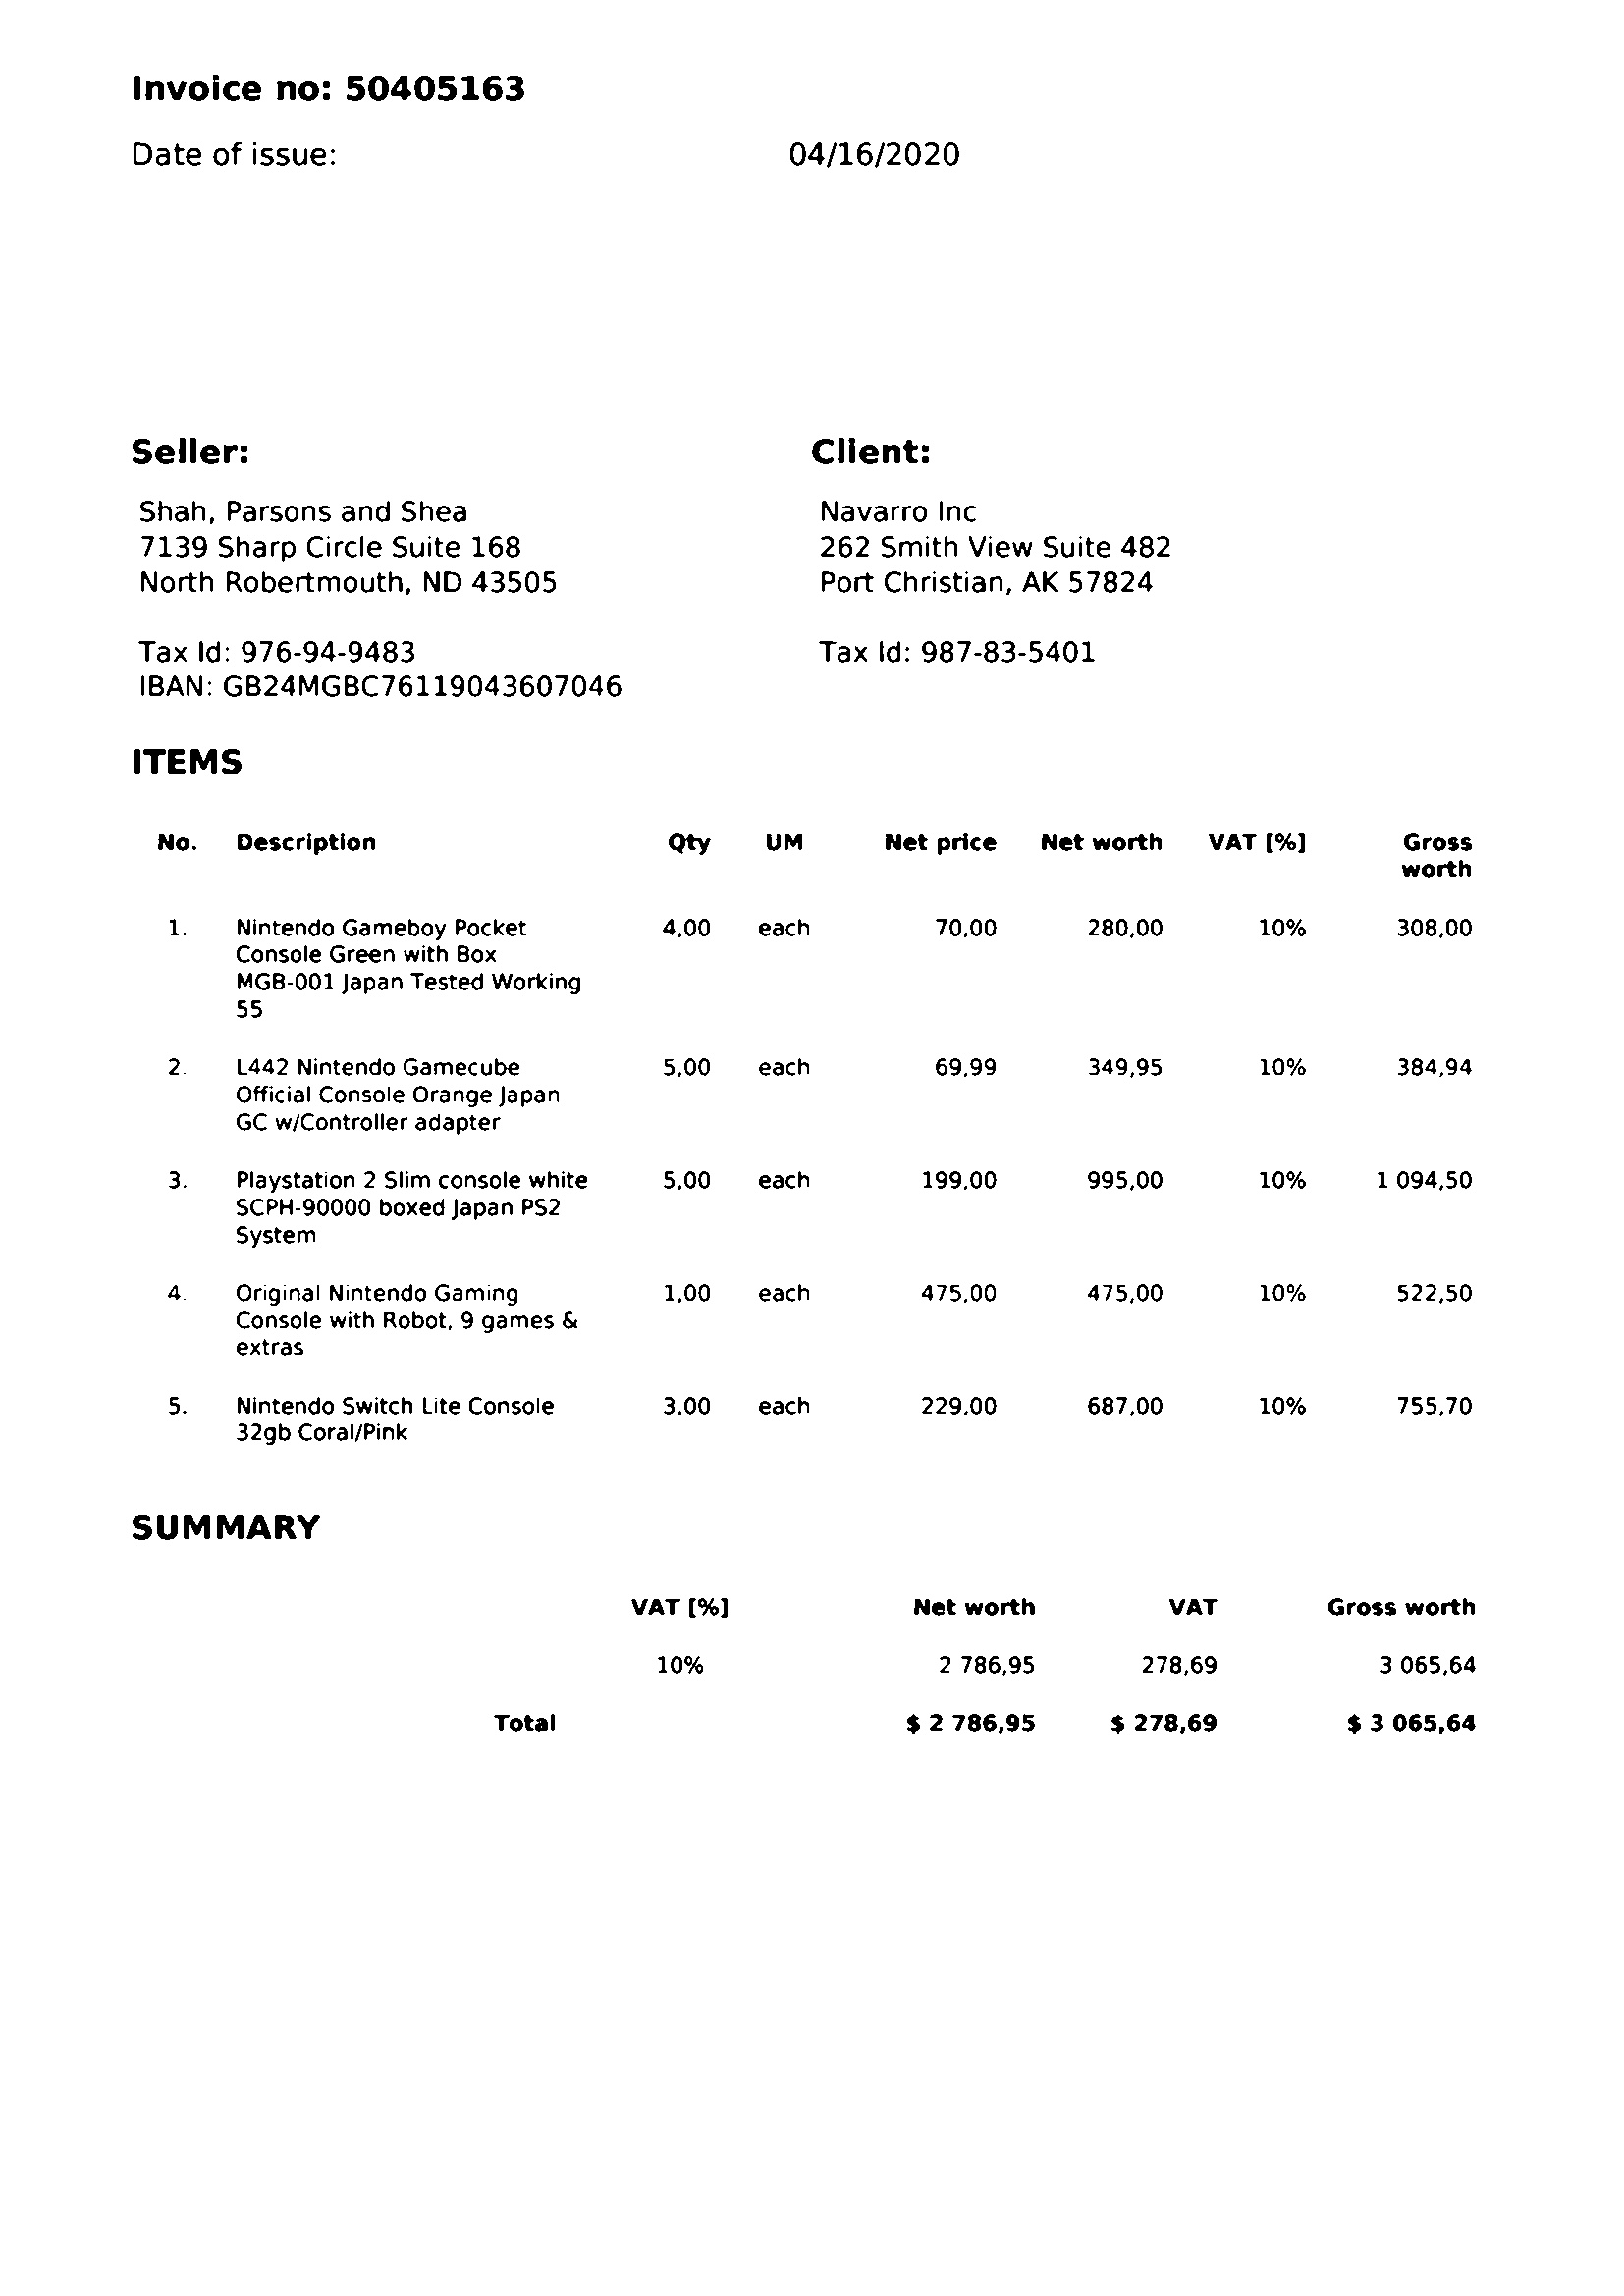 Invoice no: 50405163
Date of issue: 04/16/2020
Seller:
Shah, Parsons and Shea
7139 Sharp Circle Suite 168
North Robertmouth, ND 43505
Tax Id: 976-94-9483
IBAN: GB24MGBC76119043607046
Client:
Navarro Inc
262 Smith View Suite 482
Port Christian, AK 57824
Tax Id: 987-83-5401
ITEMS
No. Description Qty UM Net price Net worth VAT [%] Gross
worth
1. Nintendo Gameboy Pocket 4,00 each 70,00 280,00 10% 308,00
Console Green with Box
MGB-001 Japan Tested Working
55
2. L442 Nintendo Gamecube 5,00 each 69,99 349,95 10% 384,94
Official Console Orange Japan
GC w/Controller adapter
3. Playstation 2 Slim console white 5,00 each 199,00 995,00 10% 1 094,50
SCPH-90000 boxed Japan PS2
System
4. Original Nintendo Gaming 1,00 each 475,00 475,00 10% 522,50
Console with Robot, 9 games &
extras
5. Nintendo Switch Lite Console 3,00 each 229,00 687,00 10% 755,70
32gb Coral/Pink
SUMMARY
VAT [%] Net worth VAT Gross worth
10% 2 786,95 278,69 3 065,64
Total $ 2 786,95 $ 278,69 $ 3 065,64